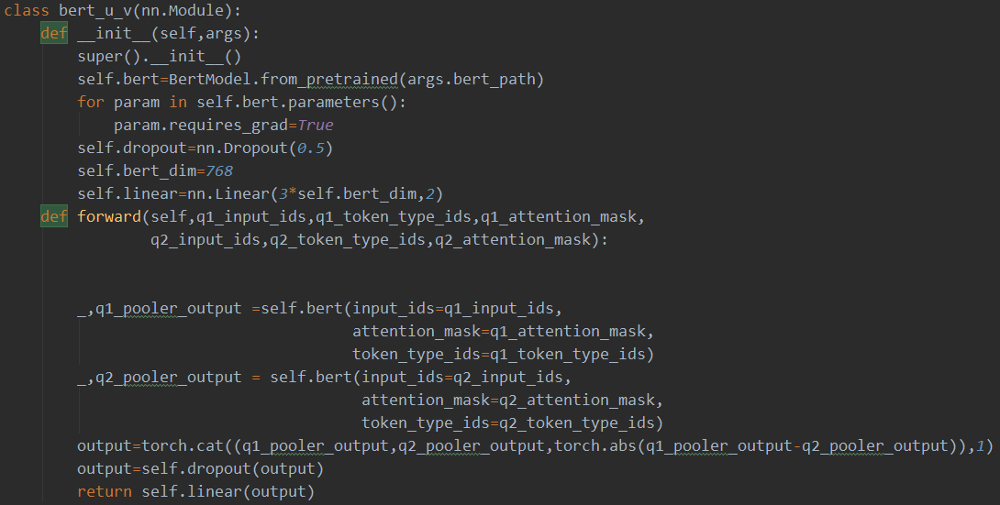 class bert_u_v(nn.Module):
    def __init__(self,args):
        super().__init__()
        self.bert=BertModel.from_pretrained(args.bert_path)
        for param in self.bert.parameters():
            param.requires_grad=True
        self.dropout=nn.Dropout(0.5)
        self.bert_dim=768
        self.linear=nn.Linear(3*self.bert_dim,2)
    def forward(self,q1_input_ids,q1_token_type_ids,q1_attention_mask,
                q2_input_ids,q2_token_type_ids,q2_attention_mask):
        _,q1_pooler_output =self.bert(input_ids=q1_input_ids,
                                      attention_mask=q1_attention_mask,
                                      token_type_ids=q1_token_type_ids)
        _,q2_pooler_output = self.bert(input_ids=q2_input_ids,
                                       attention_mask=q2_attention_mask,
                                       token_type_ids=q2_token_type_ids)
        output=torch.cat((q1_pooler_output,q2_pooler_output,torch.abs(q1_pooler_output-q2_pooler_output)),1)
        output=self.dropout(output)
        return self.linear(output)